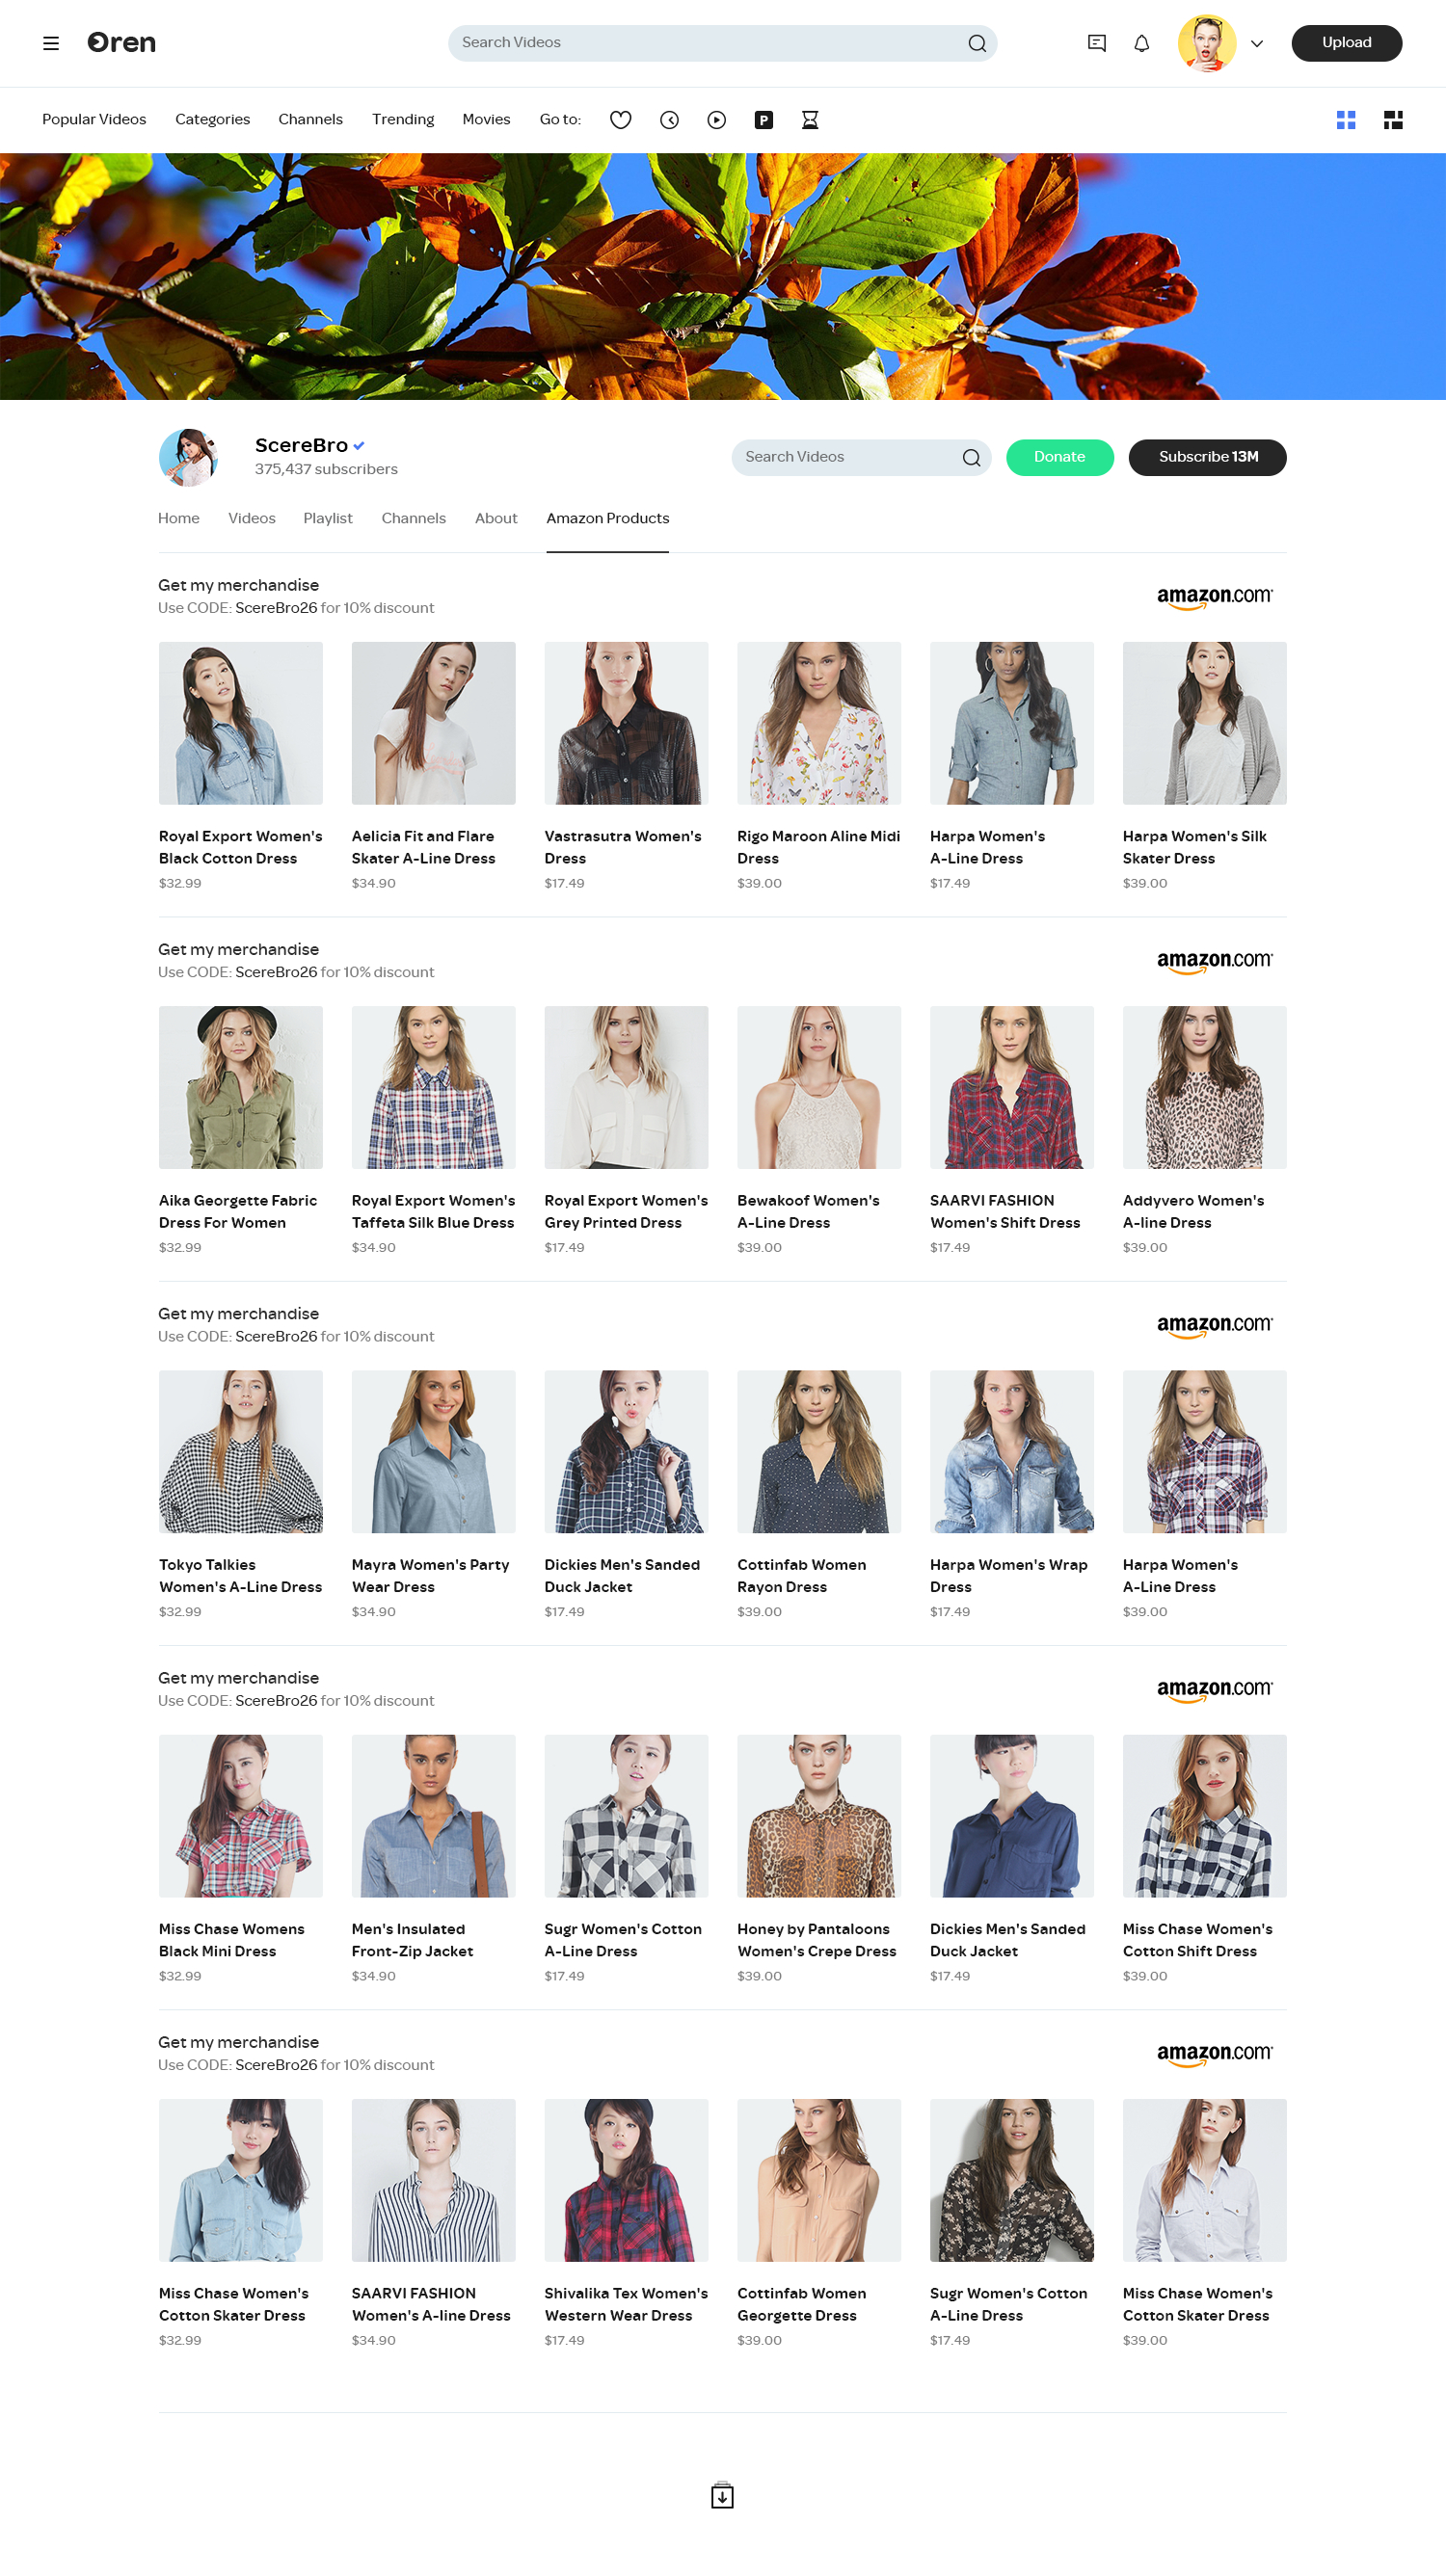 Oren
Search Videos
Upload
Popular Videos Categories Channels Trending Movies Go to: P
ScereBro
375,437 subscribers
Search Videos
Donate
Subscribe 13M
Home Videos Playlist Channels About Amazon Products
Get my merchandise
Use CODE: ScereBro26 for 10% discount
amazon.com
Royal Export Women's
Black Cotton Dress
$32.99
Aelicia Fit and Flare
Skater A-Line Dress
$34.90
Vastrasutra Women's
Dress
$17.49
Rigo Maroon Aline Midi
Dress
$39.00
Harpa Women's
A-Line Dress
$17.49
Harpa Women's Silk
Skater Dress
$39.00
Get my merchandise
Use CODE: ScereBro26 for 10% discount
amazon.com
Aika Georgette Fabric
Dress For Women
$32.99
Royal Export Women's
Taffeta Silk Blue Dress
$34.90
Royal Export Women's
Grey Printed Dress
$17.49
Bewakoof Women's
A-Line Dress
$39.00
SAARVI FASHION
Women's Shift Dress
$17.49
Addyvero Women's
A-line Dress
$39.00
Get my merchandise
Use CODE: ScereBro26 for 10% discount
amazon.com
Tokyo Talkies
Women's A-Line Dress
$32.99
Mayra Women's Party
Wear Dress
$34.90
Dickies Men's Sanded
Duck Jacket
$17.49
Cottinfab Women
Rayon Dress
$39.00
Harpa Women's Wrap
Dress
$17.49
Harpa Women's
A-Line Dress
$39.00
Get my merchandise
Use CODE: ScereBro26 for 10% discount
amazon.com
Miss Chase Womens
Black Mini Dress
$32.99
Men's Insulated
Front-Zip Jacket
$34.90
Sugr Women's Cotton
A-Line Dress
$17.49
Honey by Pantaloons
Women's Crepe Dress
$39.00
Dickies Men's Sanded
Duck Jacket
$17.49
Miss Chase Women's
Cotton Shift Dress
$39.00
Get my merchandise
Use CODE: ScereBro26 for 10% discount
amazon.com
Miss Chase Women's
Cotton Skater Dress
$32.99
SAARVI FASHION
Women's A-line Dress
$34.90
Shivalika Tex Women's
Western Wear Dress
$17.49
Cottinfab Women
Georgette Dress
$39.00
Sugr Women's Cotton
A-Line Dress
$17.49
Miss Chase Women's
Cotton Skater Dress
$39.00